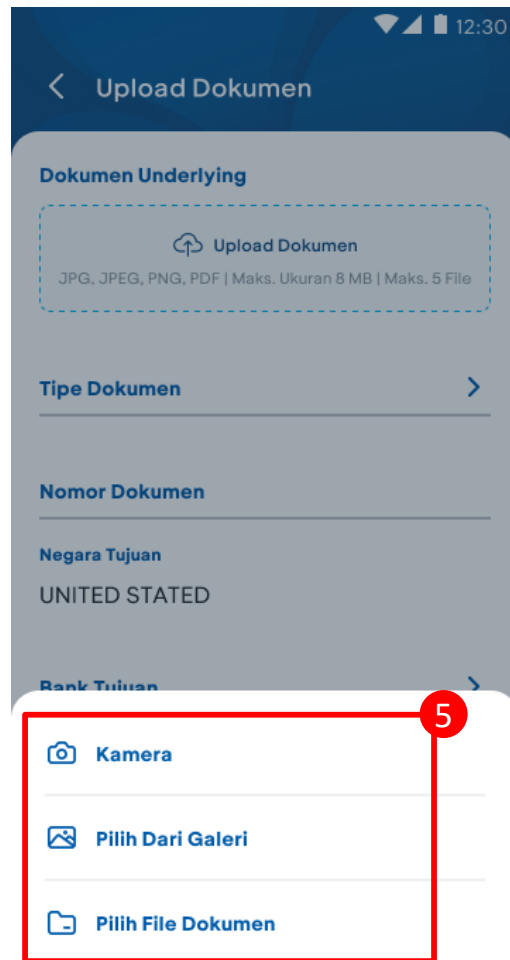 12:30
Upload Dokumen
Dokumen Underlying
Upload Dokumen
JPG, JPEG, PNG, PDF | Maks. Ukuran 8 MB | Maks. 5 File
Tipe Dokumen
Nomor Dokumen
Negara Tujuan
UNITED STATED
Bank Tujuan
5
Kamera
Pilih Dari Galeri
Pilih File Dokumen